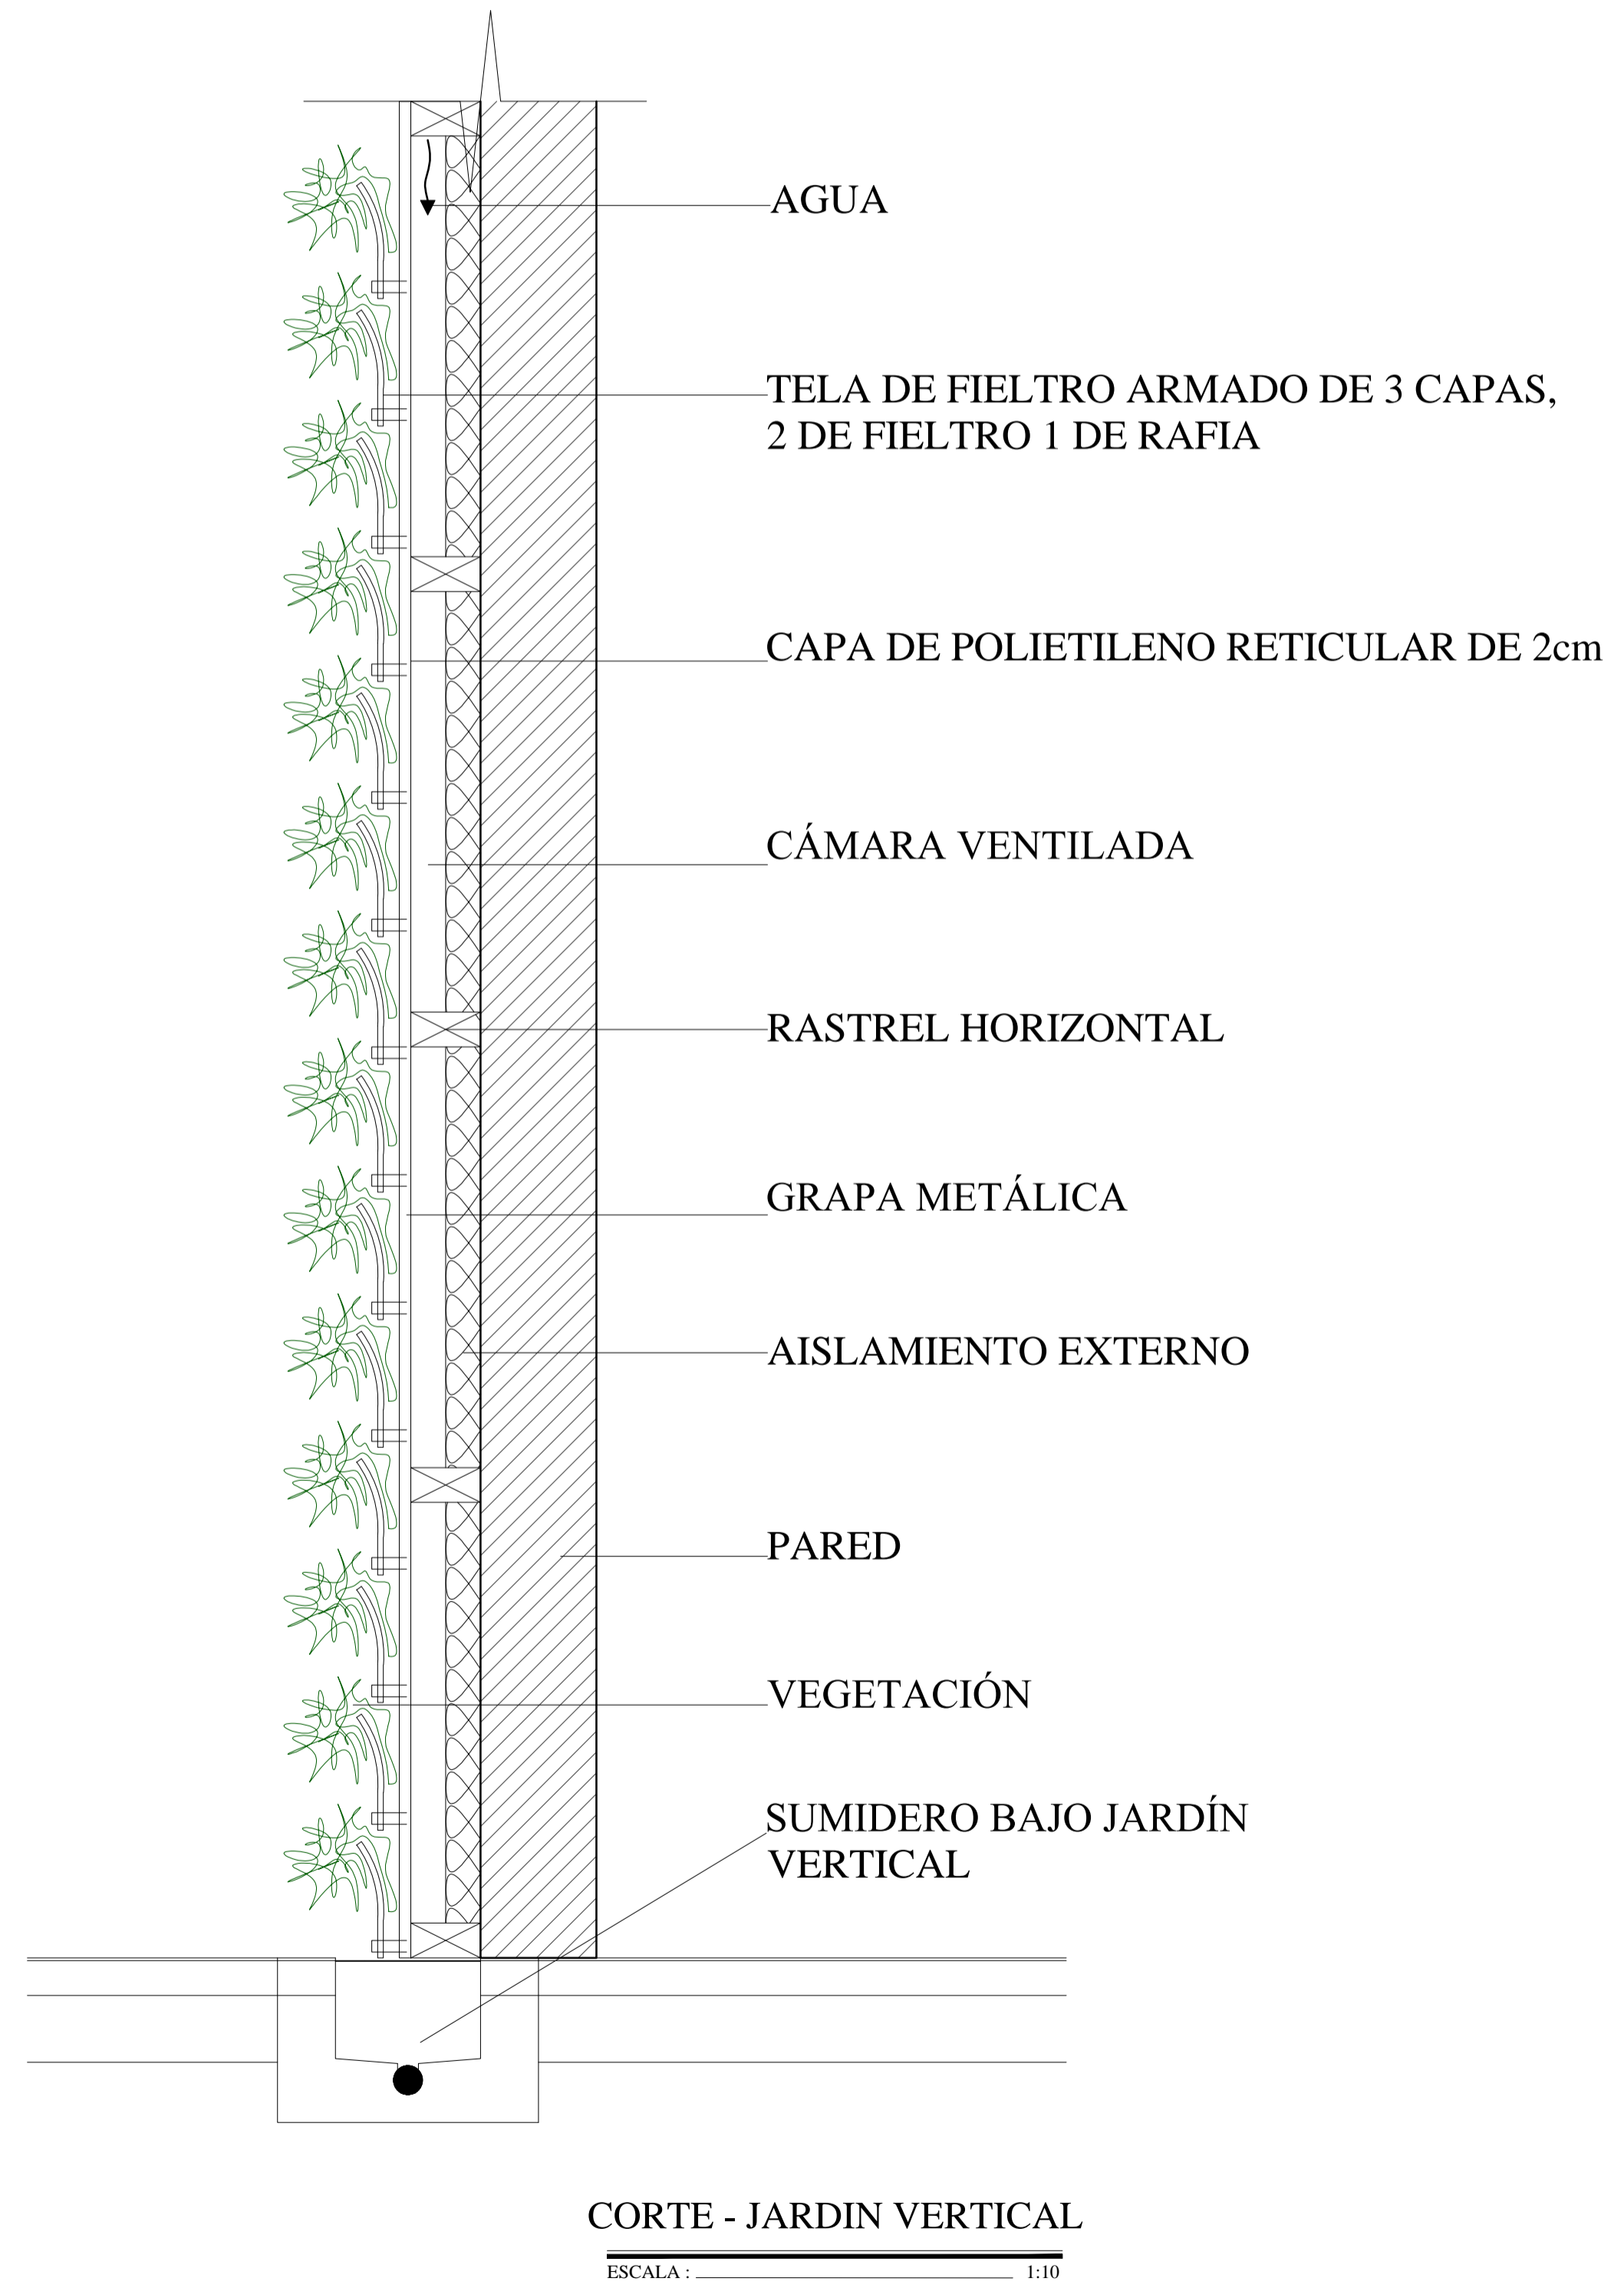 AGUA
TELA DE FIELTRO ARMADO DE 3 CAPAS,
2 DE FIELTRO 1 DE RAFIA
CAPA DE POLIETILENO RETICULAR DE 2cm
CÁMARA VENTILADA
RASTREL HORIZONTAL
GRAPA METÁLICA
AISLAMIENTO EXTERNO
PARED
VEGETACIÓN
SUMIDERO BAJO JARDÍN
VERTICAL
CORTE - JARDIN VERTICAL
ESCALA : 1:10